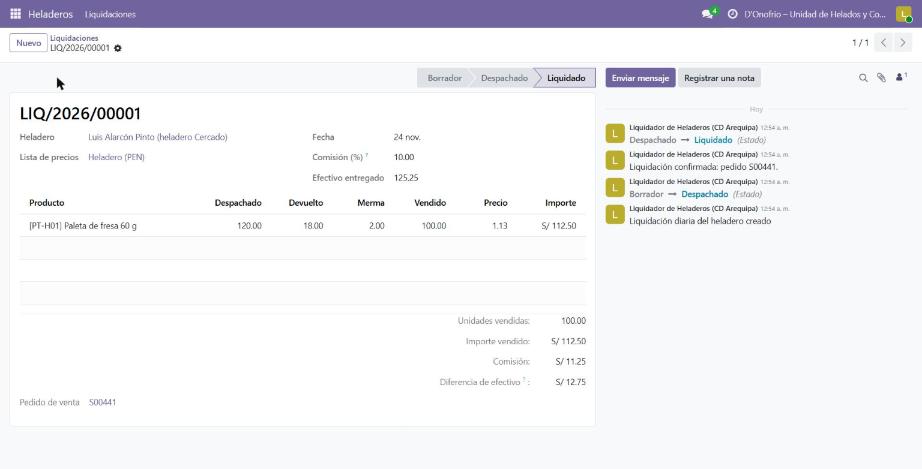 Heladeros Liquidaciones 4 D'Onofrio – Unidad de Helados y Co... L
Nuevo Liquidaciones
LIQ/2026/00001 1 / 1
Borrador Despachado Liquidado Enviar mensaje Registrar una nota 1
LIQ/2026/00001
Heladero Luis Alarcón Pinto (heladero Cercado) Fecha 24 nov.
Lista de precios Heladero (PEN) Comisión (%) ? 10.00
Efectivo entregado 125.25
Producto Despachado Devuelto Merma Vendido Precio Importe
[PT-H01] Paleta de fresa 60 g 120.00 18.00 2.00 100.00 1.13 S/ 112.50
Unidades vendidas: 100.00
Importe vendido: S/ 112.50
Comisión: S/ 11.25
Diferencia de efectivo ? : S/ 12.75
Pedido de venta S00441
Hoy
L Liquidador de Heladeros (CD Arequipa) 12:54 a. m.
Despachado → Liquidado (Estado)
L Liquidador de Heladeros (CD Arequipa) 12:54 a. m.
Liquidación confirmada: pedido S00441.
L Liquidador de Heladeros (CD Arequipa) 12:54 a. m.
Borrador → Despachado (Estado)
L Liquidador de Heladeros (CD Arequipa) 12:54 a. m.
Liquidación diaria del heladero creado